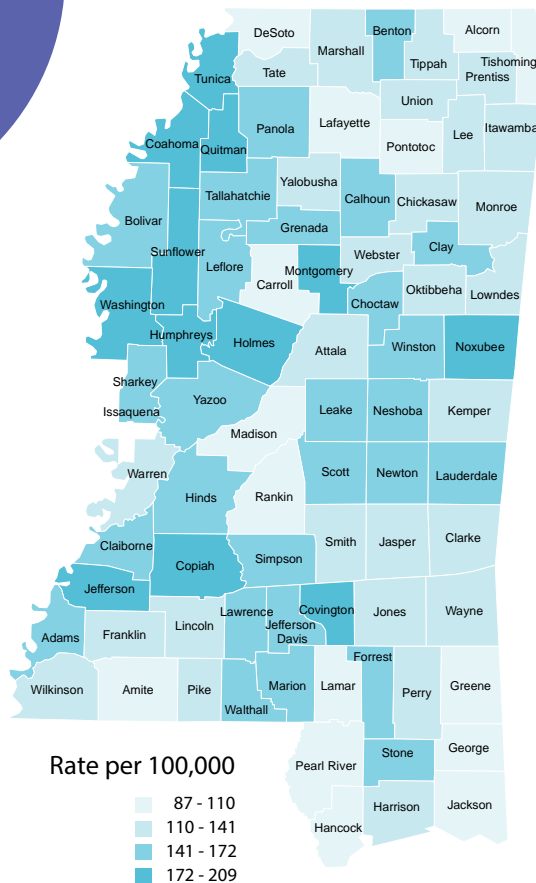 DeSoto
Benton
Alcorn
Marshall
Tippah
Tishoming
Prentiss
Tunica
Tate
Union
Panola
Lafayette
Coahoma
Quitman
Lee
Itawamba
Pontotoc
Yalobusha
Tallahatchie
Calhoun
Chickasaw
Monroe
Bolivar
Grenada
Sunflower
Clay
Webster
Leflore
Montgomery
Carroll
Oktibbeha
Lowndes
Choctaw
Washington
Humphreys
Holmes
Attala
Winston
Noxubee
Sharkey
Yazoo
Issaquena
Leake
Neshoba
Kemper
Madison
Warren
Scott
Newton
Lauderdale
Hinds
Rankin
Claiborne
Smith
Jasper
Clarke
Simpson
Copiah
Jefferson
Lawrence
Covington
Jones
Wayne
Jefferson
Davis
Adams
Franklin
Lincoln
Forrest
Wilkinson
Amite
Pike
Marion
Lamar
Perry
Greene
Walthall
Stone
George
Pearl River
Harrison
Jackson
Hancock
Rate per 100,000
87 - 110
110 - 141
141 - 172
172 - 209